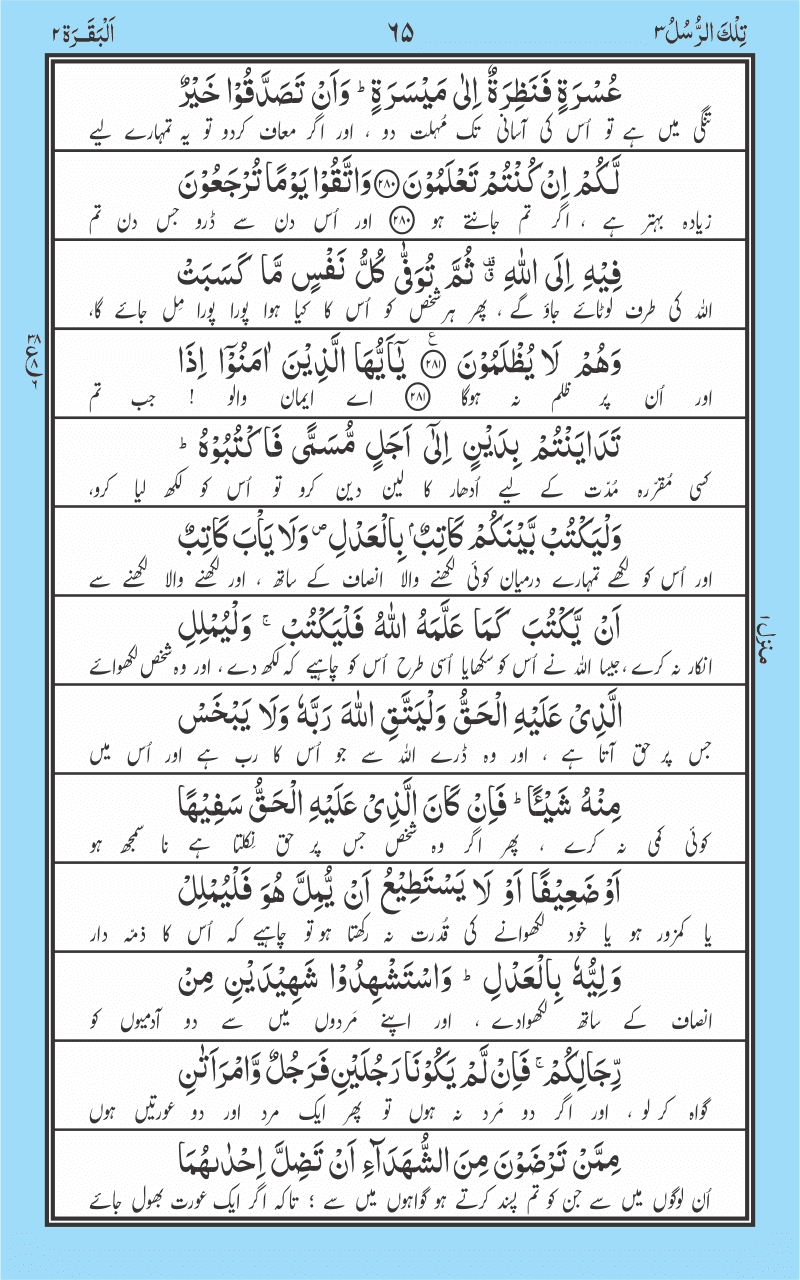 تِلْكَ الرُّسُلُ ٣
٦٥
اَلْبَقَـرَة ٢
عُسْرَةٍ فَنَظِرَةٌ اِلٰى مَيْسَرَةٍ ؕ وَاَنْ تَصَدَّقُوْا خَيْرٌ
تنگی میں ہے تو اُس کی آسانی تک مُہلت دو ، اور اگر معاف کردو تو یہ تمہارے لیے
لَّكُمْ اِنْ كُنْتُمْ تَعْلَمُوْنَ ۝٢٨٠ وَاتَّقُوْا يَوْمًا تُرْجَعُوْنَ
زیادہ بہتر ہے ، اگر تم جانتے ہو ۝٢٨٠ اور اُس دن سے ڈرو جس دن تم
فِيْهِ اِلَى اللّٰهِ ۗ ثُمَّ تُوَفّٰى كُلُّ نَفْسٍ مَّا كَسَبَتْ
اللہ کی طرف لوٹائے جاؤ گے ، پھر ہر شخص کو اُس کا کیا ہوا پورا پورا مِل جائے گا،
وَهُمْ لَا يُظْلَمُوْنَ ۝٢٨١ ع يٰٓاَيُّهَا الَّذِيْنَ اٰمَنُوْٓا اِذَا
اور اُن پر ظلم نہ ہوگا ۝٢٨١ اے ایمان والو ! جب تم
تَدَايَنْتُمْ بِدَيْنٍ اِلٰٓى اَجَلٍ مُّسَمًّى فَاكْتُبُوْهُ ؕ
کسی مُقرّرہ مُدّت کے لیے اُدھار کا لین دین کرو تو اُس کو لکھ لیا کرو،
وَلْيَكْتُبْ بَّيْنَكُمْ كَاتِبٌۢ بِالْعَدْلِ ۖ وَلَا يَاْبَ كَاتِبٌ
اور اُس کو لکھے تمہارے درمیان کوئی لکھنے والا انصاف کے ساتھ ، اور لکھنے والا لکھنے سے
اَنْ يَّكْتُبَ كَمَا عَلَّمَهُ اللّٰهُ فَلْيَكْتُبْ ۚ وَلْيُمْلِلِ
انکار نہ کرے ، جیسا اللہ نے اُس کو سکھایا اُسی طرح اُس کو چاہیے کہ لکھ دے ، اور وہ شخص لکھوائے
الَّذِيْ عَلَيْهِ الْحَقُّ وَلْيَتَّقِ اللّٰهَ رَبَّهٗ وَلَا يَبْخَسْ
جس پر حق آتا ہے ، اور وہ ڈرے اللہ سے جو اُس کا رب ہے اور اُس میں
مِنْهُ شَيْـًٔا ؕ فَاِنْ كَانَ الَّذِيْ عَلَيْهِ الْحَقُّ سَفِيْهًا
کوئی کمی نہ کرے ، پھر اگر وہ شخص جس پر حق نِکلتا ہے نا سمجھ ہو
اَوْ ضَعِيْفًا اَوْ لَا يَسْتَطِيْعُ اَنْ يُّمِلَّ هُوَ فَلْيُمْلِلْ
یا کمزور ہو یا خود لکھوانے کی قُدرت نہ رکھتا ہو تو چاہیے کہ اُس کا ذمّہ دار
وَلِيُّهٗ بِالْعَدْلِ ؕ وَاسْتَشْهِدُوْا شَهِيْدَيْنِ مِنْ
انصاف کے ساتھ لکھوادے ، اور اپنے مَردوں میں سے دو آدمیوں کو
رِّجَالِكُمْ ۚ فَاِنْ لَّمْ يَكُوْنَا رَجُلَيْنِ فَرَجُلٌ وَّامْرَاَتٰنِ
گواہ کر لو ، اور اگر دو مَرد نہ ہوں تو پھر ایک مرد اور دو عورتیں ہوں
مِمَّنْ تَرْضَوْنَ مِنَ الشُّهَدَآءِ اَنْ تَضِلَّ اِحْدٰىهُمَا
اُن لوگوں میں سے جن کو تم پسند کرتے ہو گواہوں میں سے ؛ تاکہ اگر ایک عورت بھول جائے
منزل ١